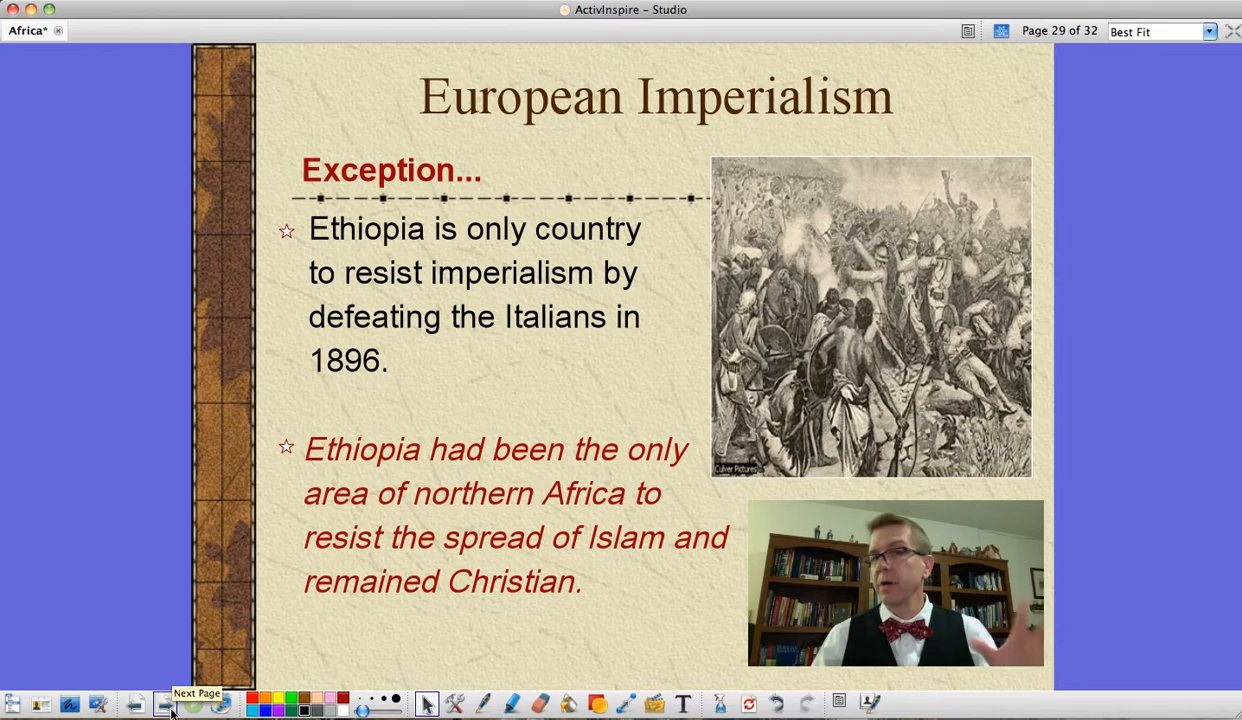 ActivInspire - Studio
Africa*
Page 29 of 32
Best Fit
European Imperialism
Exception...
Ethiopia is only country
to resist imperialism by
defeating the Italians in
1896.
Ethiopia had been the only
area of northern Africa to
resist the spread of Islam and
remained Christian.
Culver Pictures
Next Page
T